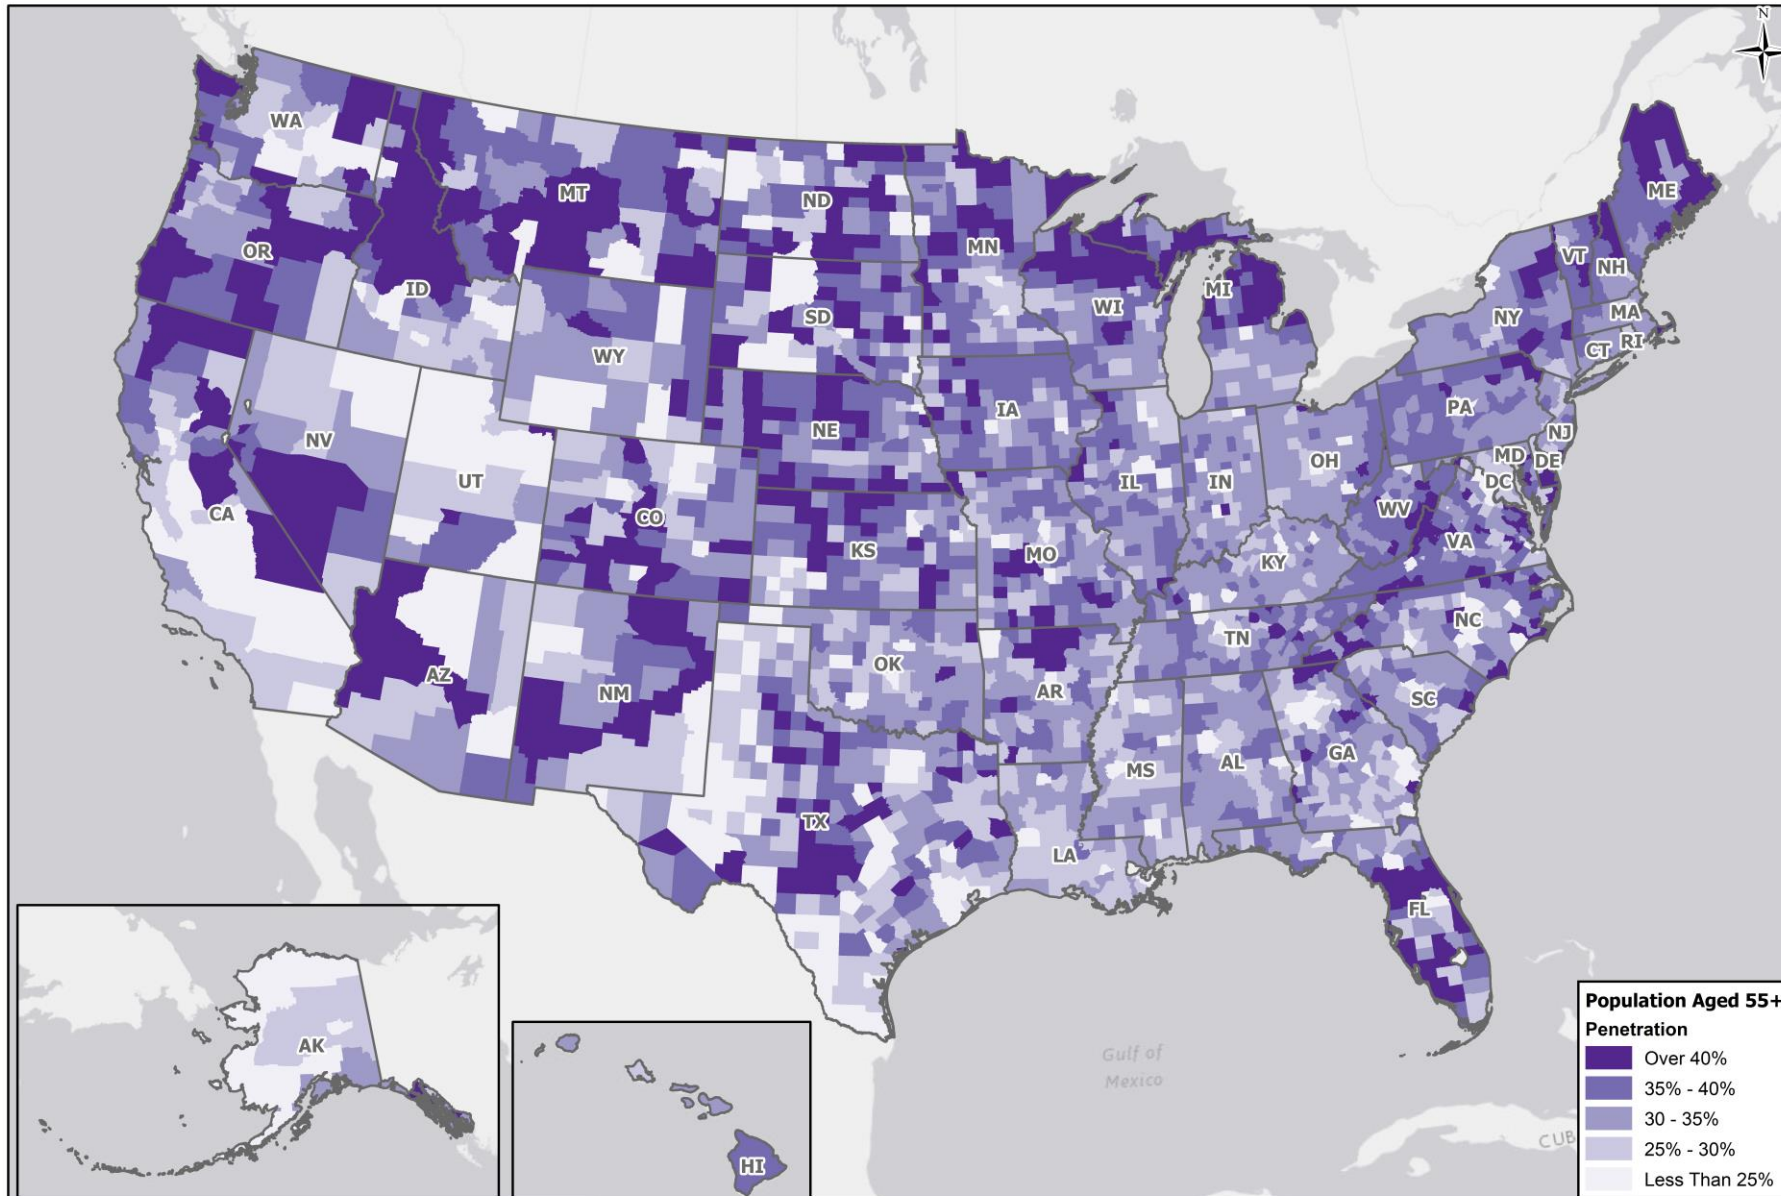 N
WA
MT
ND
MN
ME
OR
ID
SD
WI
MI
VT
NH
NY
MA
CT
RI
WY
IA
PA
NJ
NV
UT
NE
IL
IN
OH
MD
DE
DC
WV
CA
CO
KS
MO
KY
VA
AZ
NM
OK
AR
TN
NC
SC
MS
AL
GA
TX
LA
FL
AK
HI
Gulf of
Mexico
CUB
Population Aged 55+
Penetration
Over 40%
35% - 40%
30 - 35%
25% - 30%
Less Than 25%